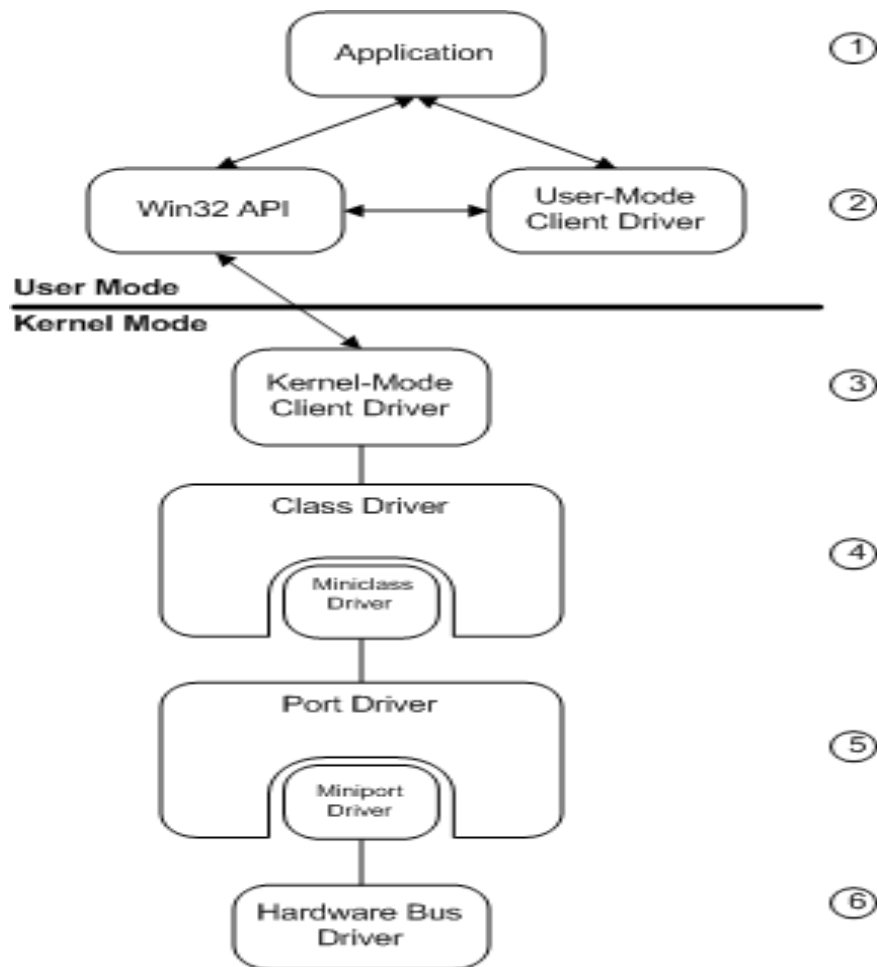 Application
1
Win32 API
User-Mode
Client Driver
2
User Mode
Kernel Mode
Kernel-Mode
Client Driver
3
Class Driver
Miniclass
Driver
4
Port Driver
Miniport
Driver
5
Hardware Bus
Driver
6